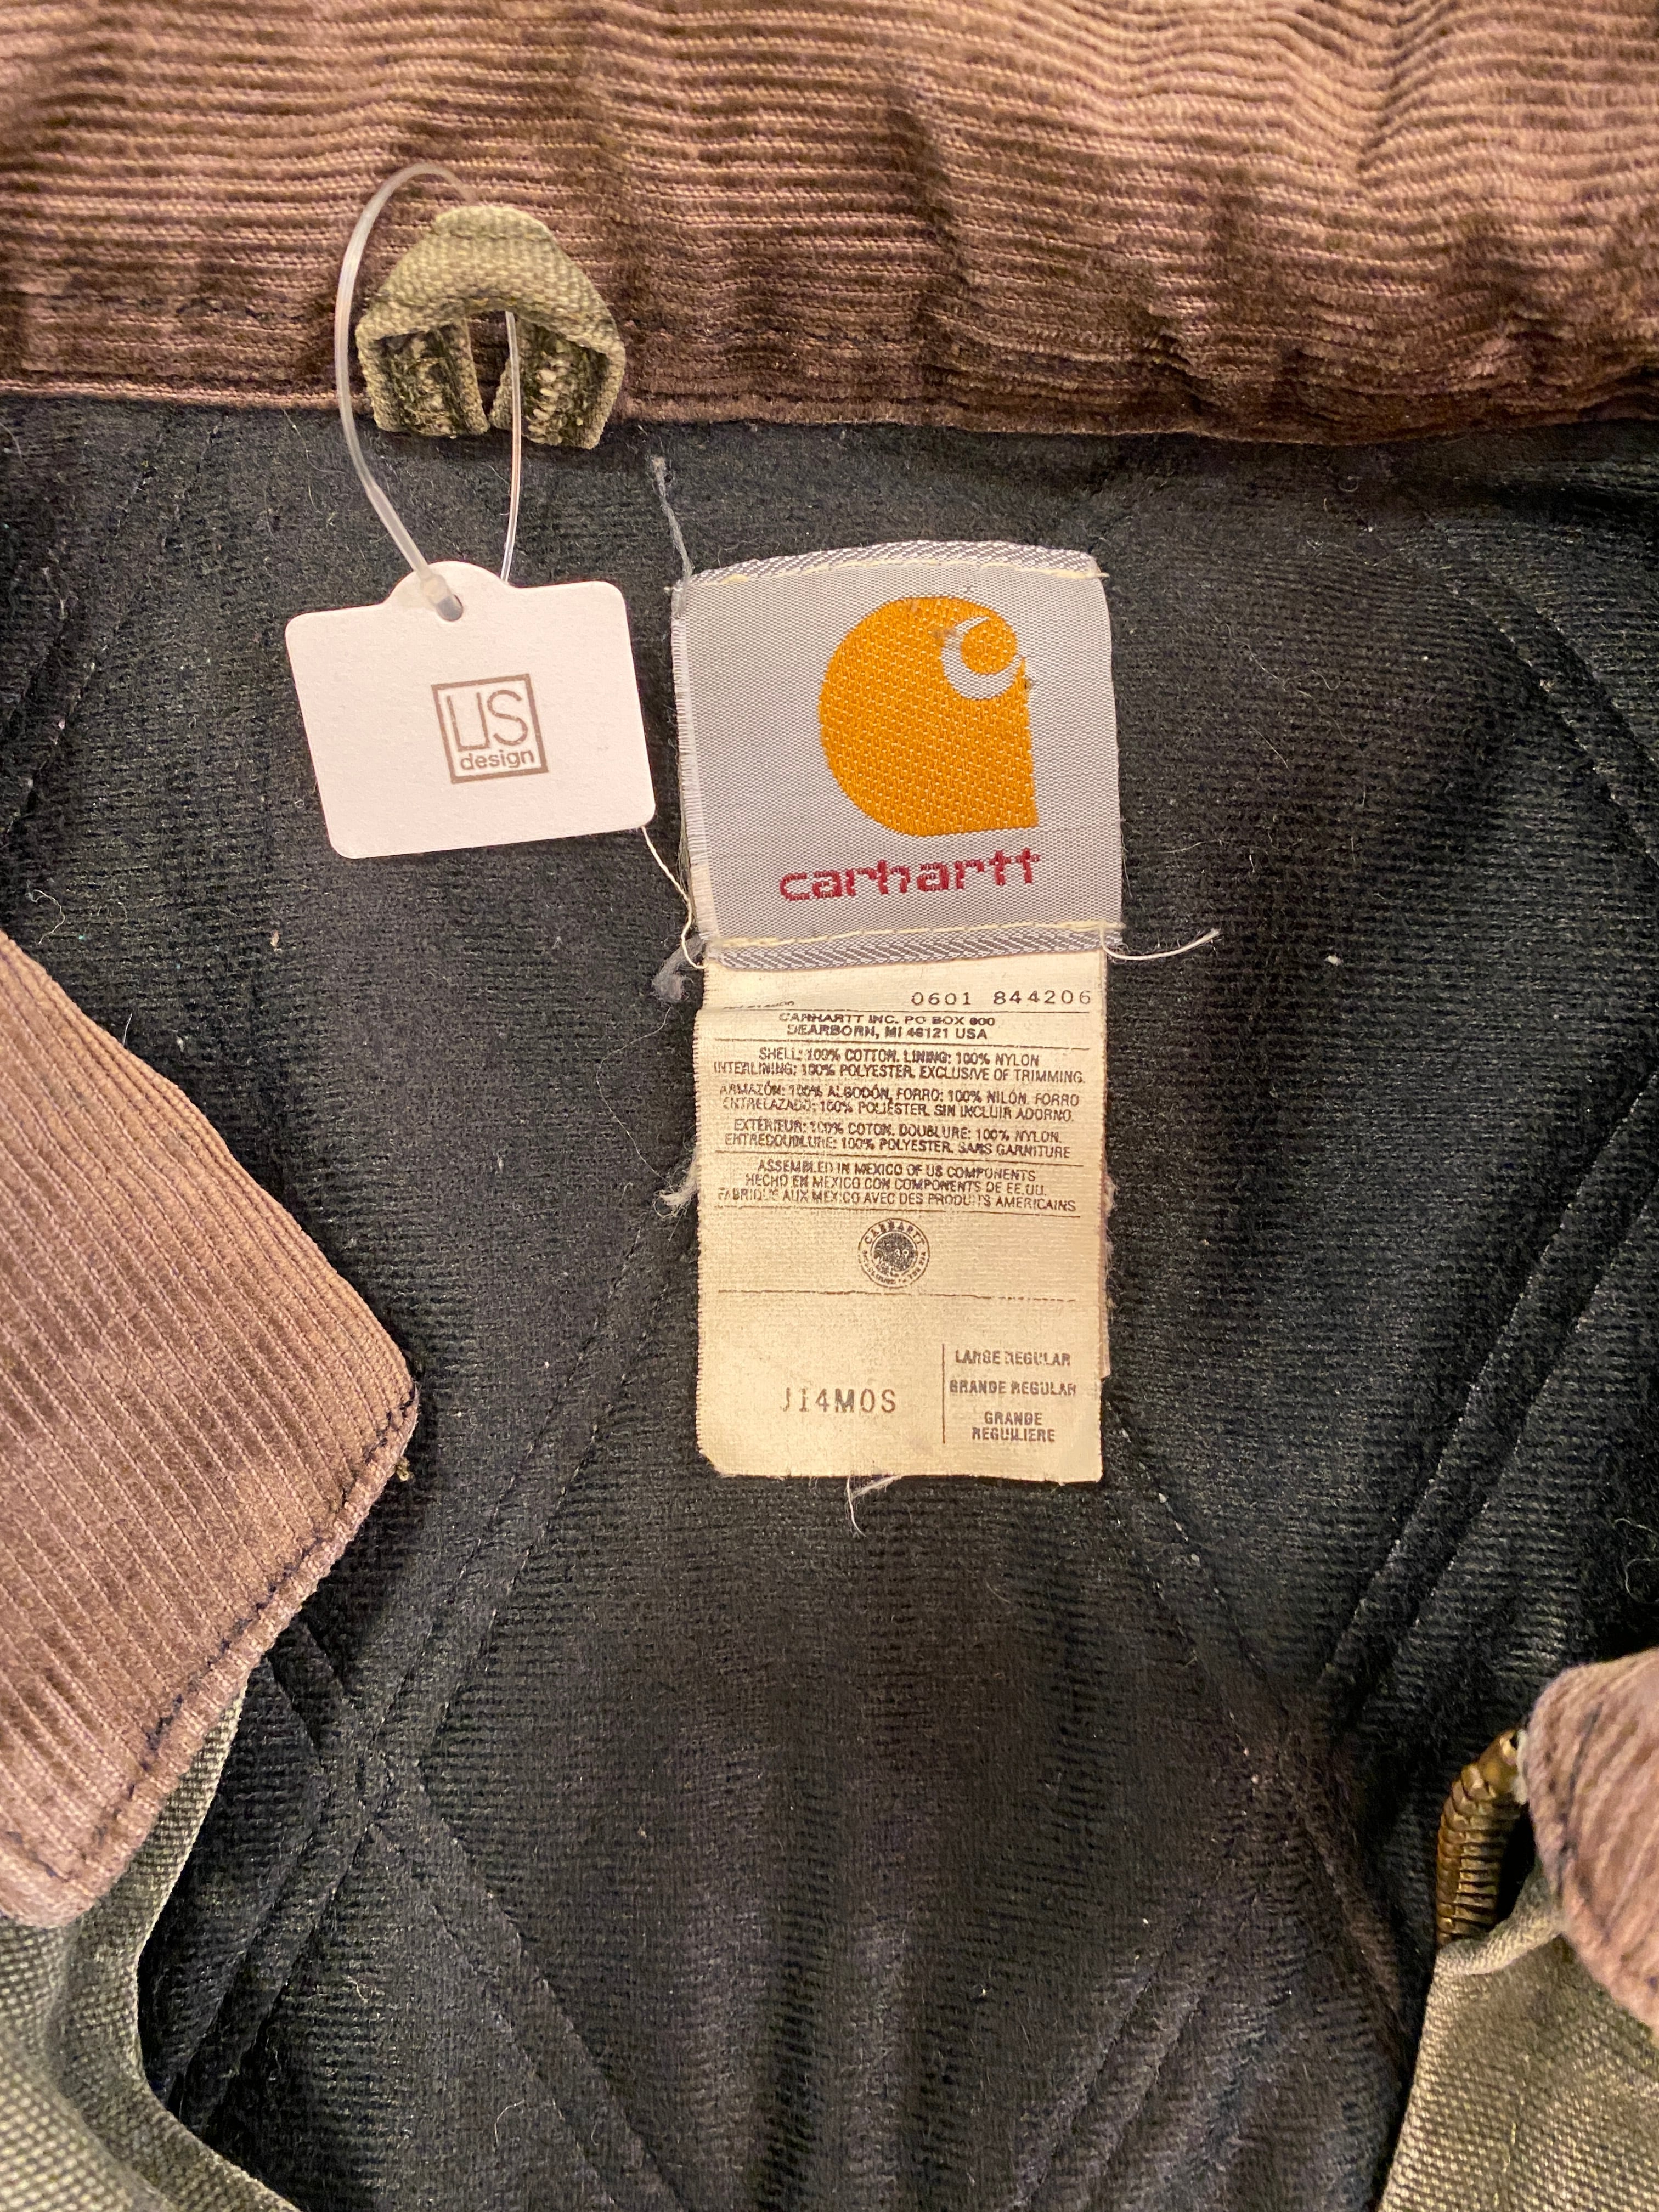 US
design
carhartt
0601 844206
CARHARTT INC. PO BOX 600
DEARBORN, MI 48121 USA
SHELL: 100% COTTON. LINING: 100% NYLON
INTERLINING: 100% POLYESTER, EXCLUSIVE OF TRIMMING.
ARMAZÓN: 100% ALGODÓN, FORRO: 100% NILÓN. FORRO
ENTRELAZADO: 100% POLIÉSTER, SIN INCLUIR ADORNO.
EXTÉRIEUR: 100% COTON. DOUBLURE: 100% NYLON.
ENTREDOUBLURE: 100% POLYESTER, SANS GARNITURE
ASSEMBLED IN MEXICO OF US COMPONENTS
HECHO EN MEXICO CON COMPONENTS DE EE.UU.
FABRIQUE AUX MEXICO AVEC DES PRODUITS AMERICAINS
CARHARTT
J14MOS
LARGE REGULAR
GRANDE REGULAR
GRANDE
REGULIERE